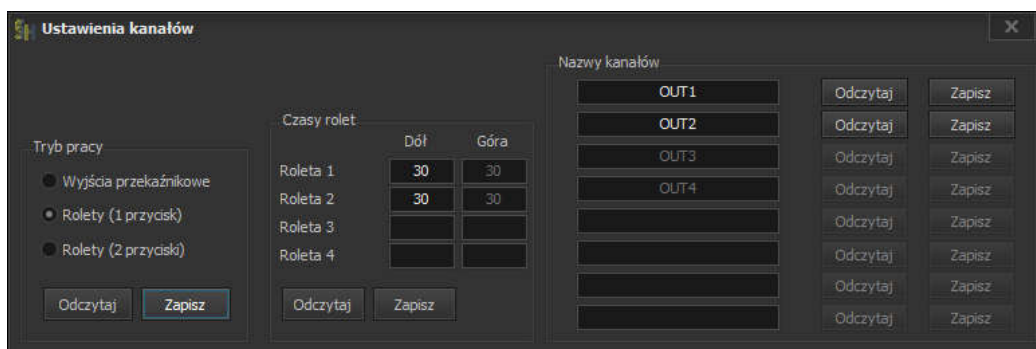 Ustawienia kanałów
Tryb pracy
Wyjścia przekaźnikowe
Rolety (1 przycisk)
Rolety (2 przyciski)
Odczytaj Zapisz
Czasy rolet
Dół Góra
Roleta 1 30 30
Roleta 2 30 30
Roleta 3
Roleta 4
Odczytaj Zapisz
Nazwy kanałów
OUT1 Odczytaj Zapisz
OUT2 Odczytaj Zapisz
OUT3 Odczytaj Zapisz
OUT4 Odczytaj Zapisz
Odczytaj Zapisz
Odczytaj Zapisz
Odczytaj Zapisz
Odczytaj Zapisz